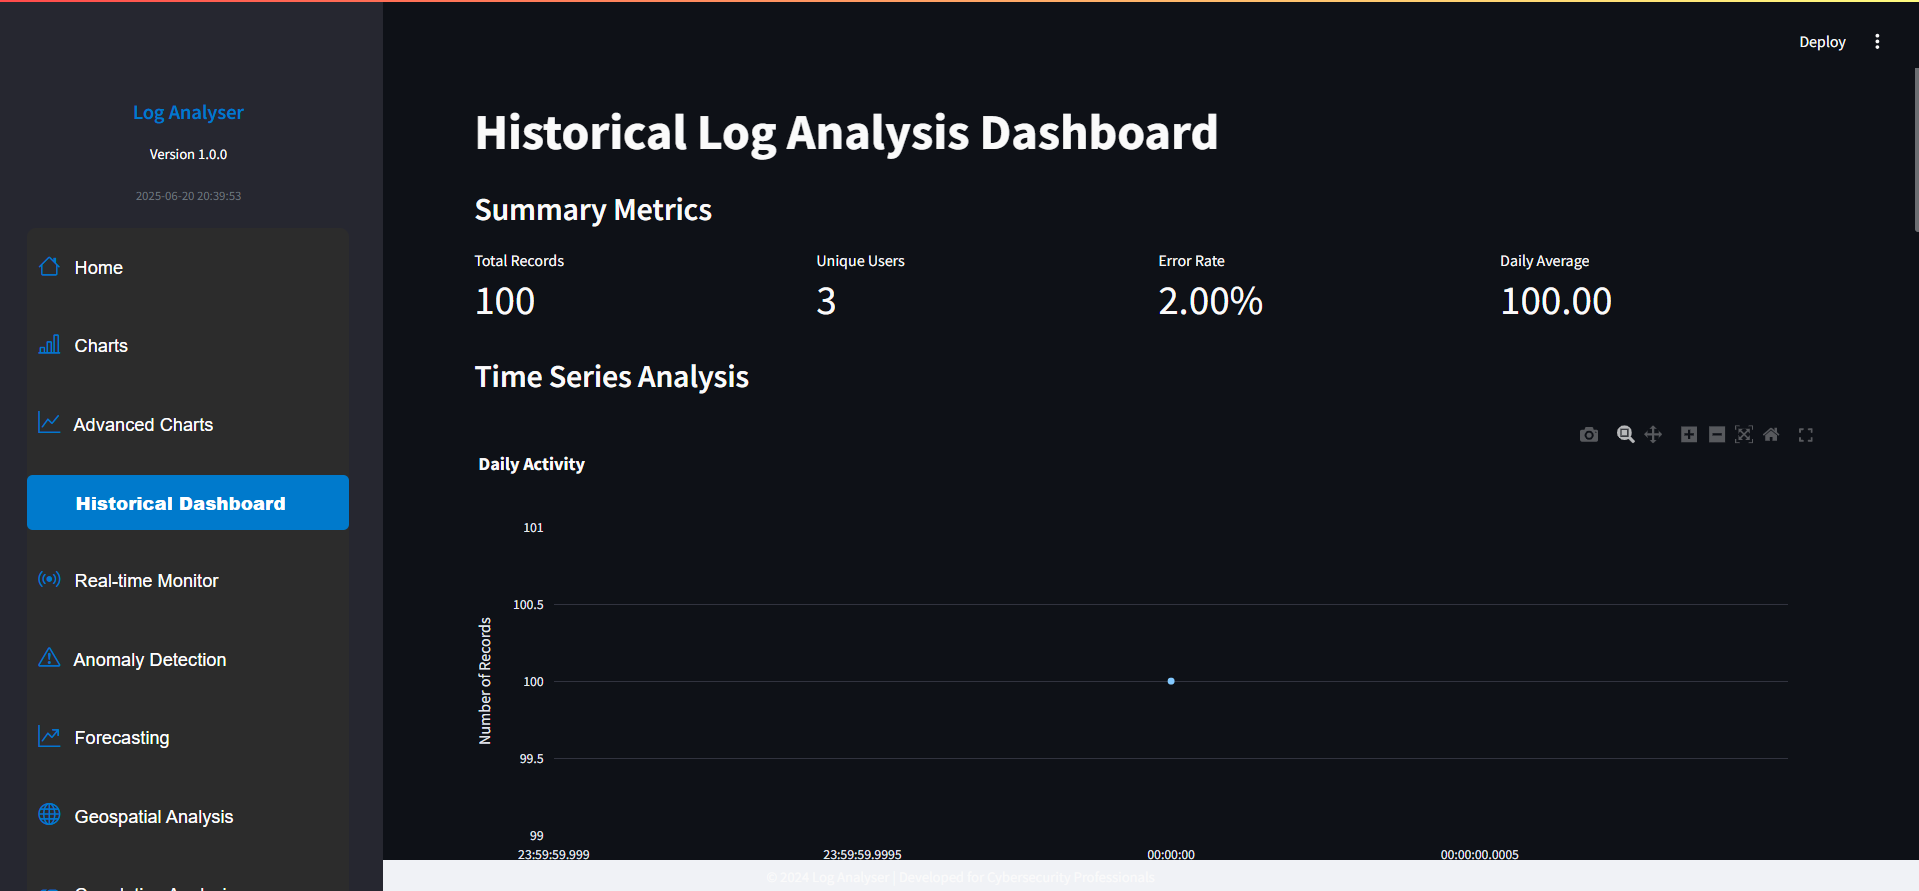 Deploy
Log Analyser
Version 1.0.0
2025-06-20 20:39:53
Home
Charts
Advanced Charts
Historical Dashboard
Real-time Monitor
Anomaly Detection
Forecasting
Geospatial Analysis
Historical Log Analysis Dashboard
Summary Metrics
Total Records
100
Unique Users
3
Error Rate
2.00%
Daily Average
100.00
Time Series Analysis
Daily Activity
Number of Records
101
100.5
100
99.5
99
23:59:59.999 23:59:59.9995 00:00:00 00:00:00.0005
© 2024 Log Analyser | Developed for Cybersecurity Professionals